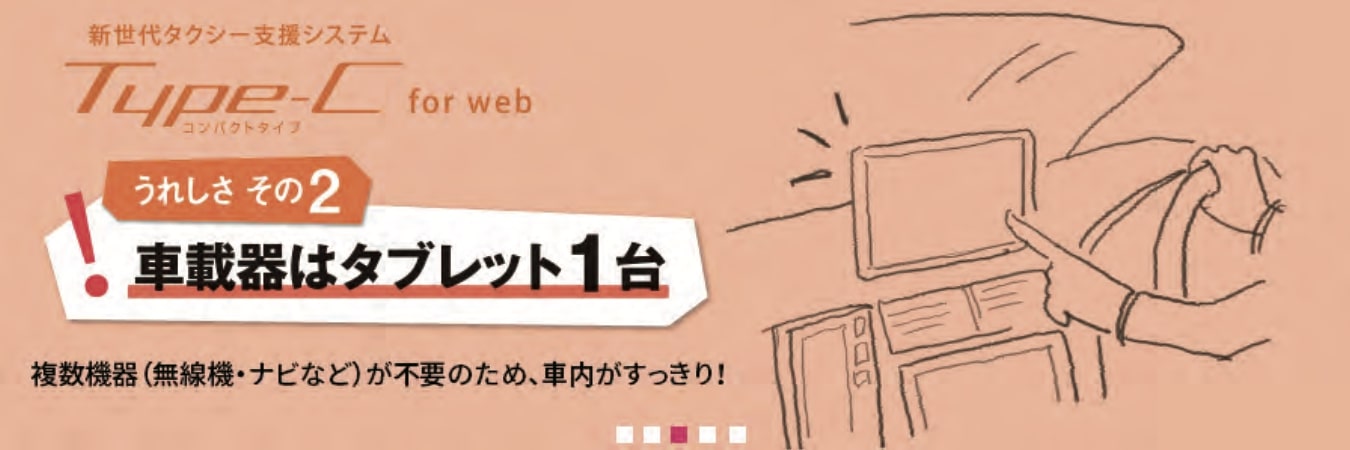 新世代タクシー支援システム
Type-C for web
コンパクトタイプ
うれしさ その2
!
車載器はタブレット1台
複数機器(無線機・ナビなど)が不要のため、車内がすっきり!